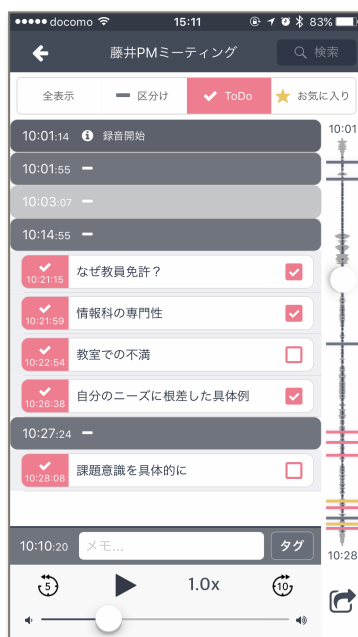 docomo 15:11 83%
藤井PMミーティング 検索
全表示 区分け ToDo お気に入り
10:01:14 録音開始 10:01
10:01:55
10:03:07
10:14:55
10:21:15 なぜ教員免許？
10:21:59 情報科の専門性
10:22:54 教室での不満
10:26:38 自分のニーズに根差した具体例
10:27:24
10:28:08 課題意識を具体的に
10:10:20 メモ... タグ 10:28
5 1.0x 10